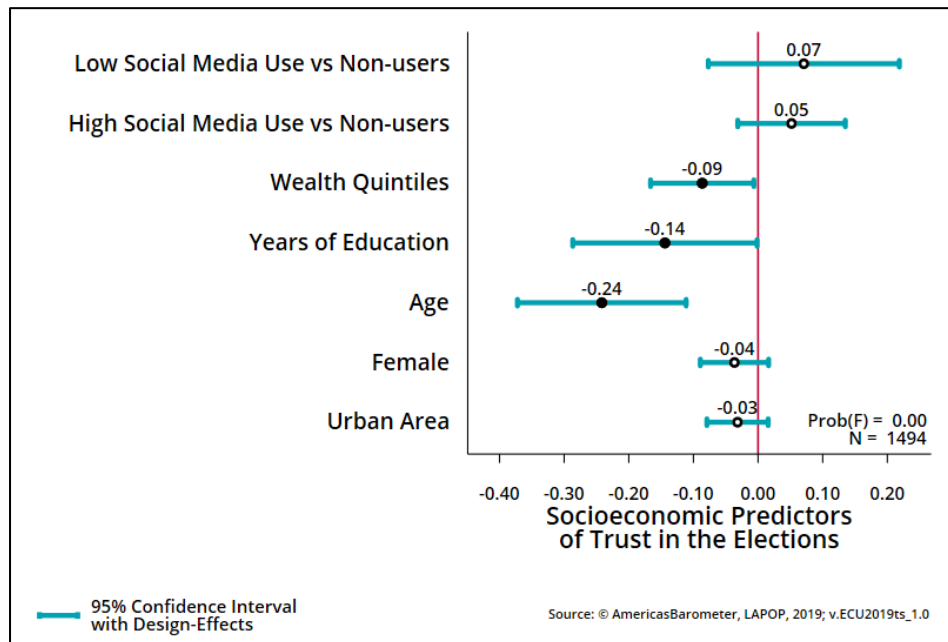 Low Social Media Use vs Non-users
0.07
High Social Media Use vs Non-users
0.05
Wealth Quintiles
-0.09
Years of Education
-0.14
Age
-0.24
Female
-0.04
Urban Area
-0.03
Prob(F) = 0.00
N = 1494
-0.40 -0.30 -0.20 -0.10 0.00 0.10 0.20
Socioeconomic Predictors
of Trust in the Elections
95% Confidence Interval
with Design-Effects
Source: © AmericasBarometer, LAPOP, 2019; v.ECU2019ts_1.0